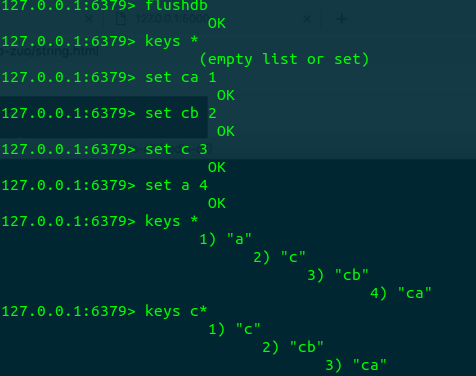 127.0.0.1:6379> flushdb
OK
127.0.0.1:6379> keys *
(empty list or set)
127.0.0.1:6379> set ca 1
OK
127.0.0.1:6379> set cb 2
OK
127.0.0.1:6379> set c 3
OK
127.0.0.1:6379> set a 4
OK
127.0.0.1:6379> keys *
1) "a"
2) "c"
3) "cb"
4) "ca"
127.0.0.1:6379> keys c*
1) "c"
2) "cb"
3) "ca"